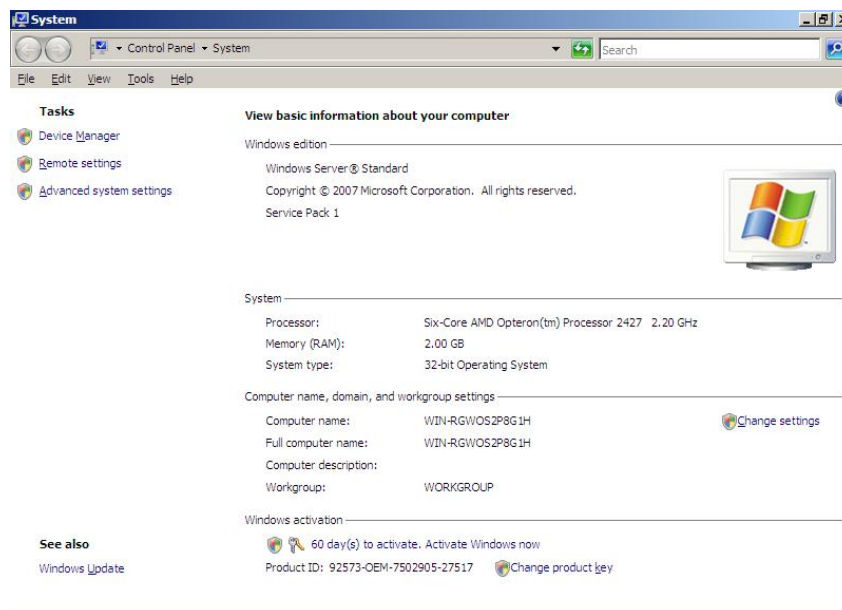 System
Control Panel System Search
File Edit View Tools Help
Tasks
Device Manager
Remote settings
Advanced system settings
View basic information about your computer
Windows edition
Windows Server® Standard
Copyright © 2007 Microsoft Corporation. All rights reserved.
Service Pack 1
System
Processor: Six-Core AMD Opteron(tm) Processor 2427 2.20 GHz
Memory (RAM): 2.00 GB
System type: 32-bit Operating System
Computer name, domain, and workgroup settings
Computer name: WIN-RGWOS2P8G1H Change settings
Full computer name: WIN-RGWOS2P8G1H
Computer description:
Workgroup: WORKGROUP
Windows activation
60 day(s) to activate. Activate Windows now
Product ID: 92573-OEM-7502905-27517 Change product key
See also
Windows Update